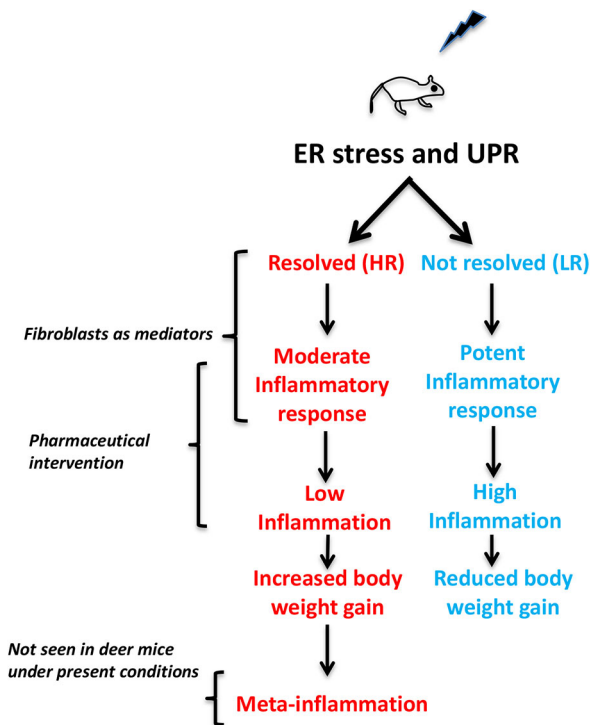 ER stress and UPR
Resolved (HR)
Not resolved (LR)
Fibroblasts as mediators
Moderate
Inflammatory
response
Potent
Inflammatory
response
Pharmaceutical
intervention
Low
Inflammation
High
Inflammation
Increased body
weight gain
Reduced body
weight gain
Not seen in deer mice
under present conditions
Meta-inflammation